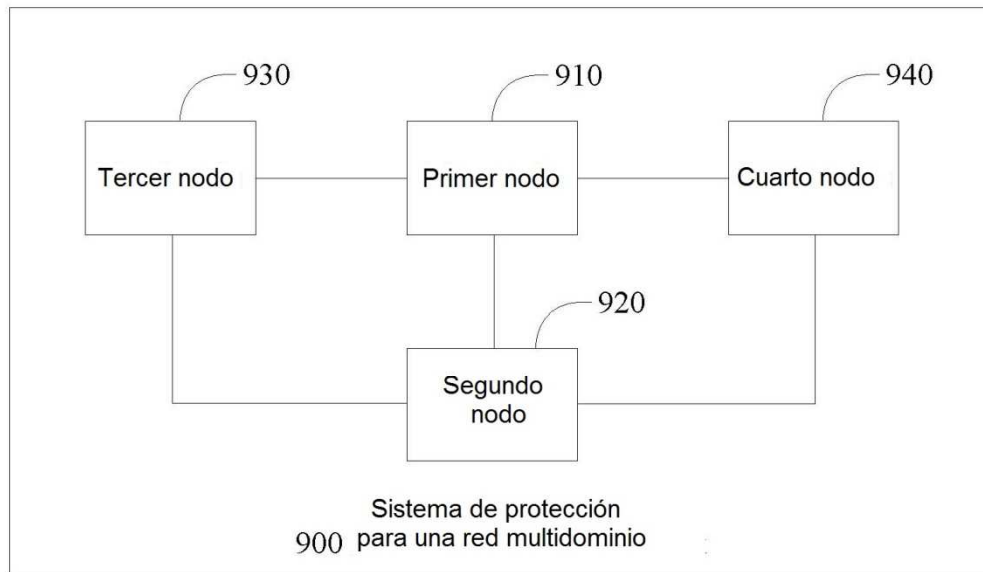 930
910
940
Tercer nodo
Primer nodo
Cuarto nodo
920
Segundo
nodo
Sistema de protección
900 para una red multidominio